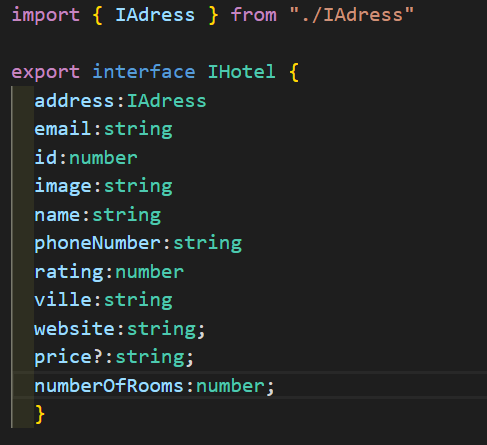 import { IAdress } from "./IAdress"
export interface IHotel {
address:IAdress
email:string
id:number
image:string
name:string
phoneNumber:string
rating:number
ville:string
website:string;
price?:string;
numberOfRooms:number;
}